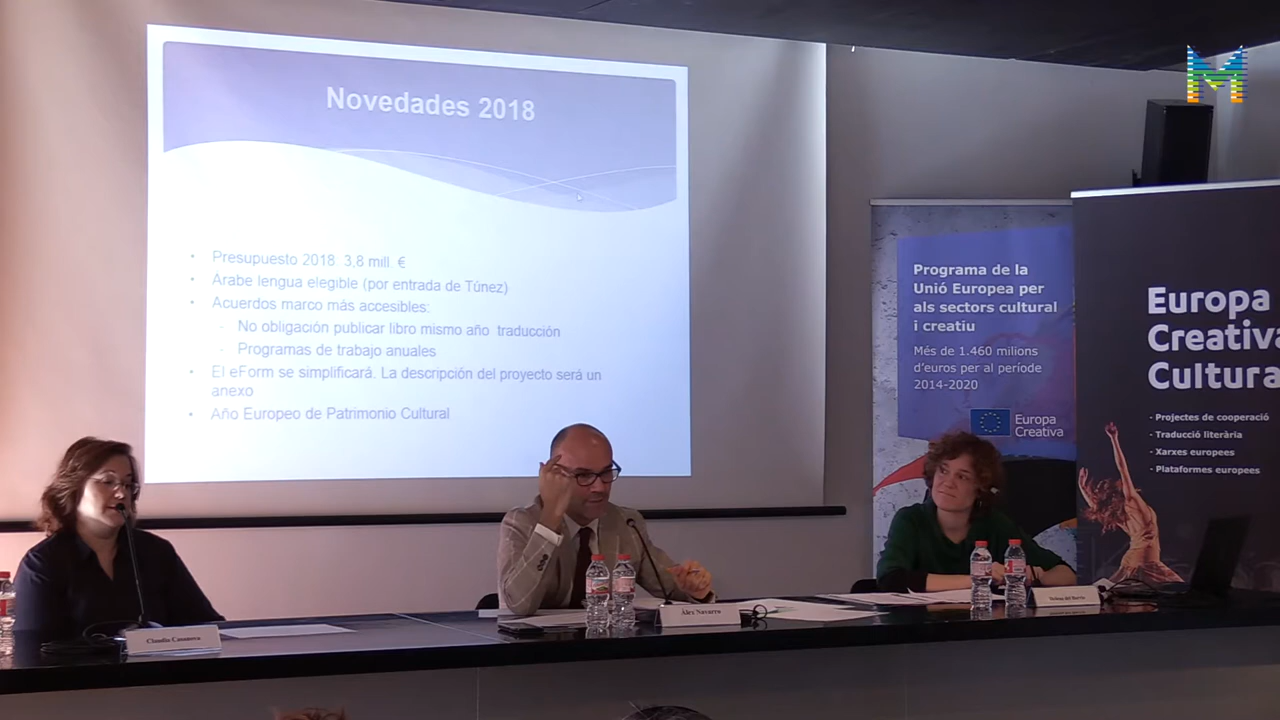 Novedades 2018
Presupuesto 2018: 3,8 mill. €
Árabe lengua elegible (por entrada de Túnez)
Acuerdos marco más accesibles:
No obligación publicar libro mismo año traducción
Programas de trabajo anuales
El eForm se simplificará. La descripción del proyecto será un
anexo
Año Europeo de Patrimonio Cultural
M
Programa de la
Unió Europea per
als sectors cultural
i creatiu
Més de 1.460 milions
d'euros per al període
2014-2020
Europa
Creativa
Europa
Creativa
Cultura
- Projectes de cooperació
- Traducció literària
- Xarxes europees
- Plataformes europees
Claudia Casanova
Àlex Navarro